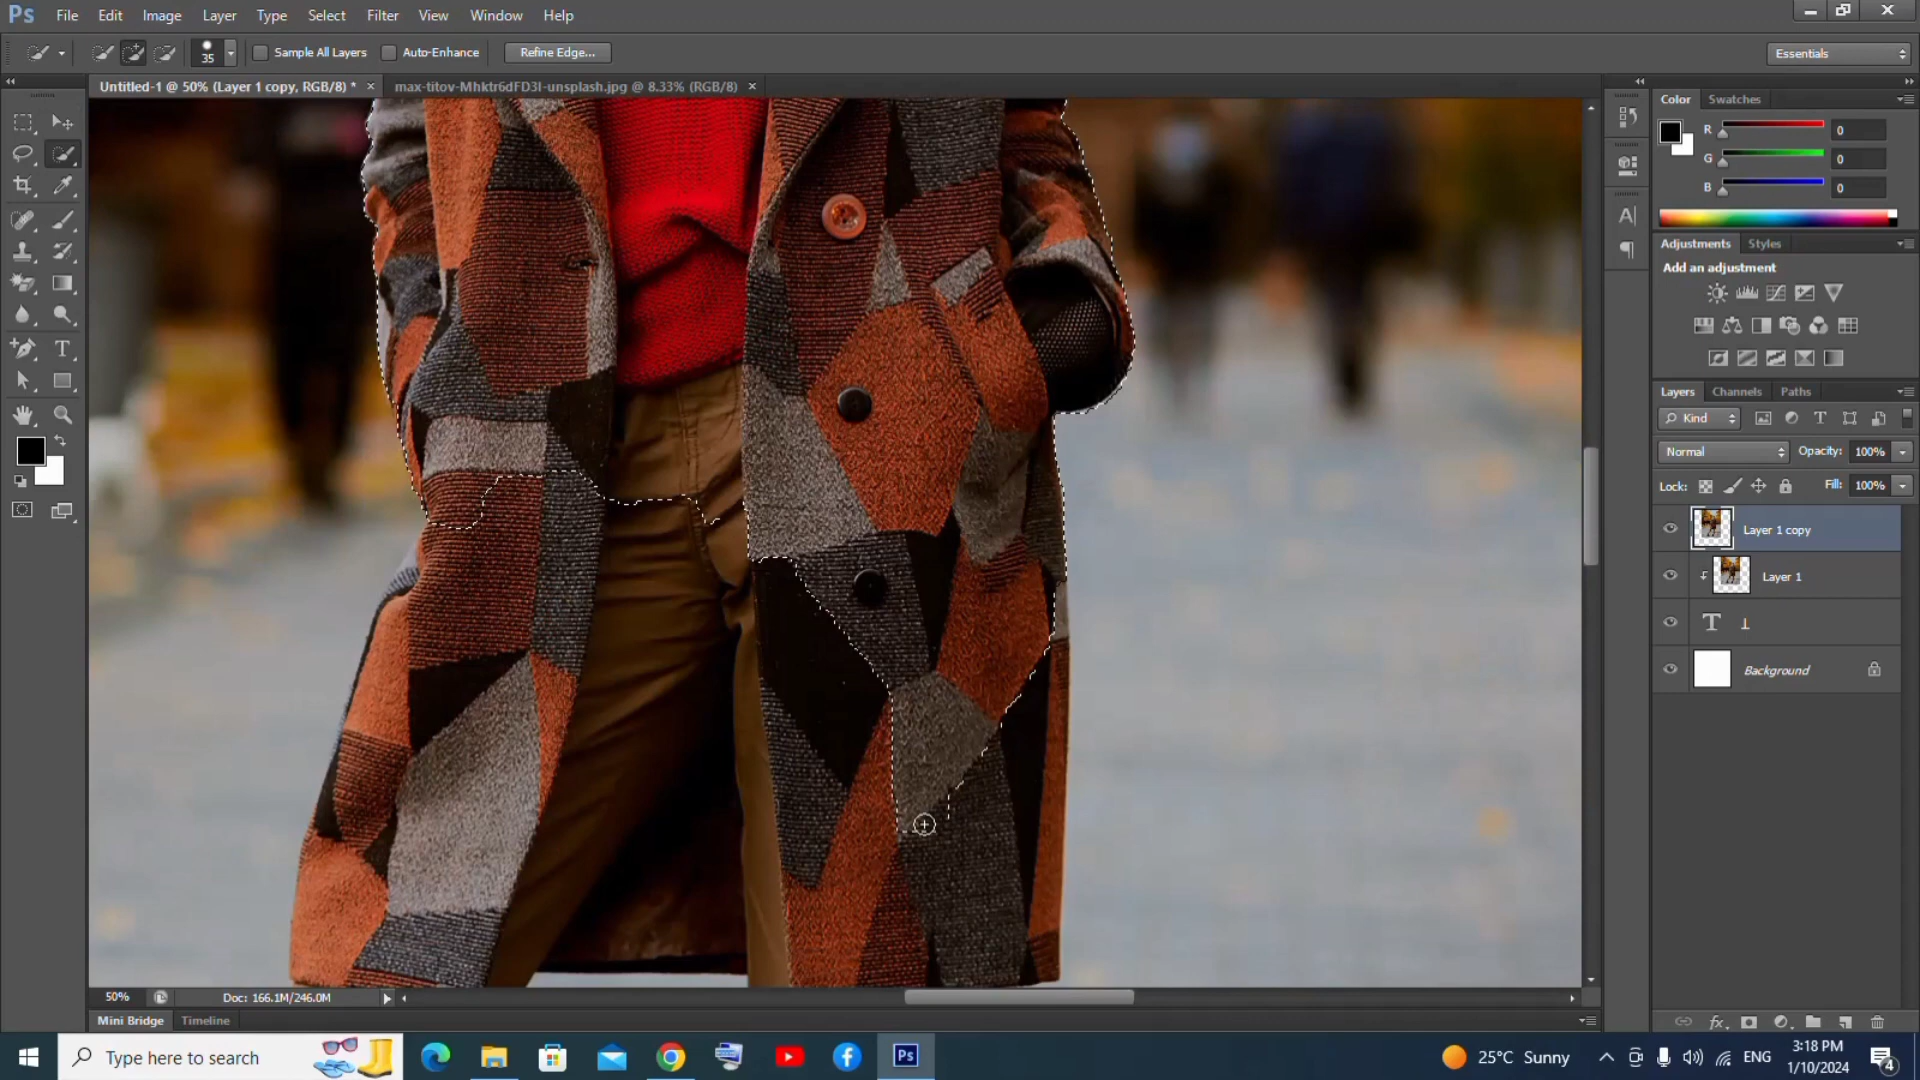 Ps File Edit Image Layer Type Select Filter View Window Help
35 Sample All Layers Auto-Enhance Refine Edge... Essentials
Untitled-1 @ 50% (Layer 1 copy, RGB/8) * × max-titov-Mhktr6dFD3I-unsplash.jpg @ 8.33% (RGB/8) ×
Color Swatches
R 0
G 0
B 0
Adjustments Styles
Add an adjustment
Layers Channels Paths
Kind T
Normal Opacity: 100%
Lock: Fill: 100%
Layer 1 copy
Layer 1
T I
Background
50% Doc: 166.1M/246.0M
Mini Bridge Timeline
fx
Type here to search Ps 25°C Sunny ENG 3:18 PM
1/10/2024
4